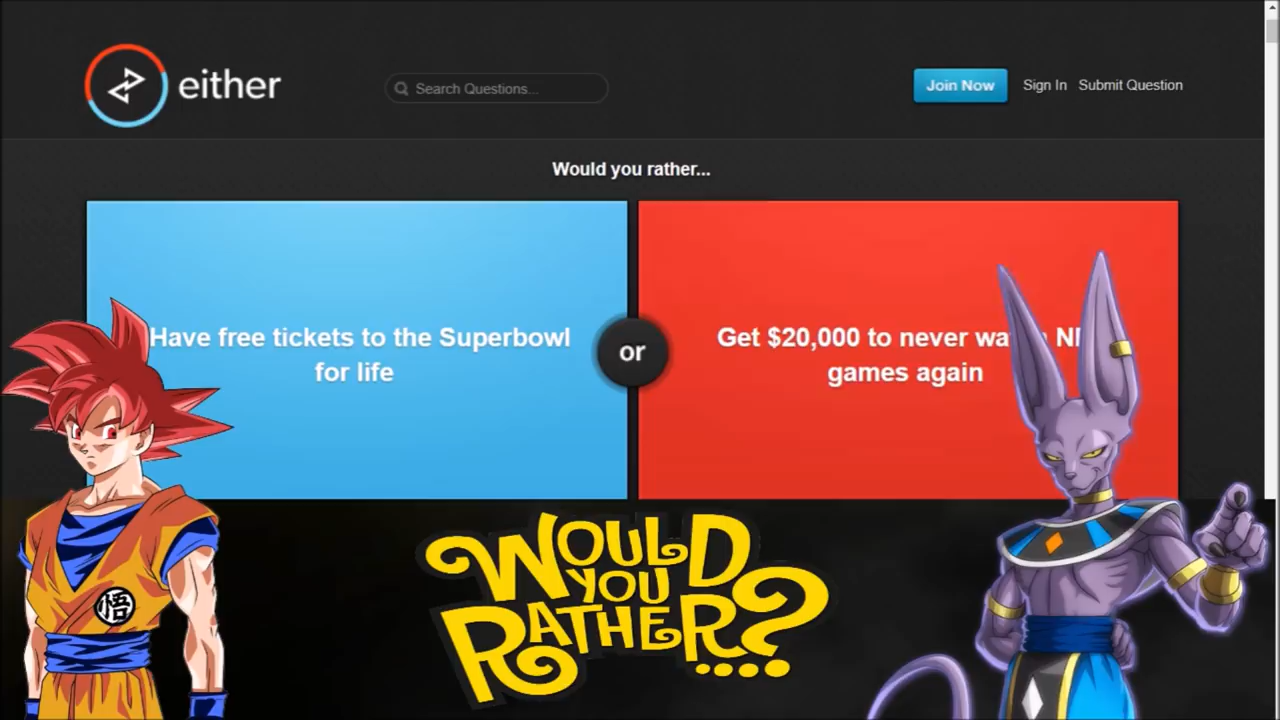 either
Search Questions...
Join Now
Sign In
Submit Question
Would you rather...
Have free tickets to the Superbowl
for life
or
Get $20,000 to never
games again
悟
WOULD
YOU
RATHER....?